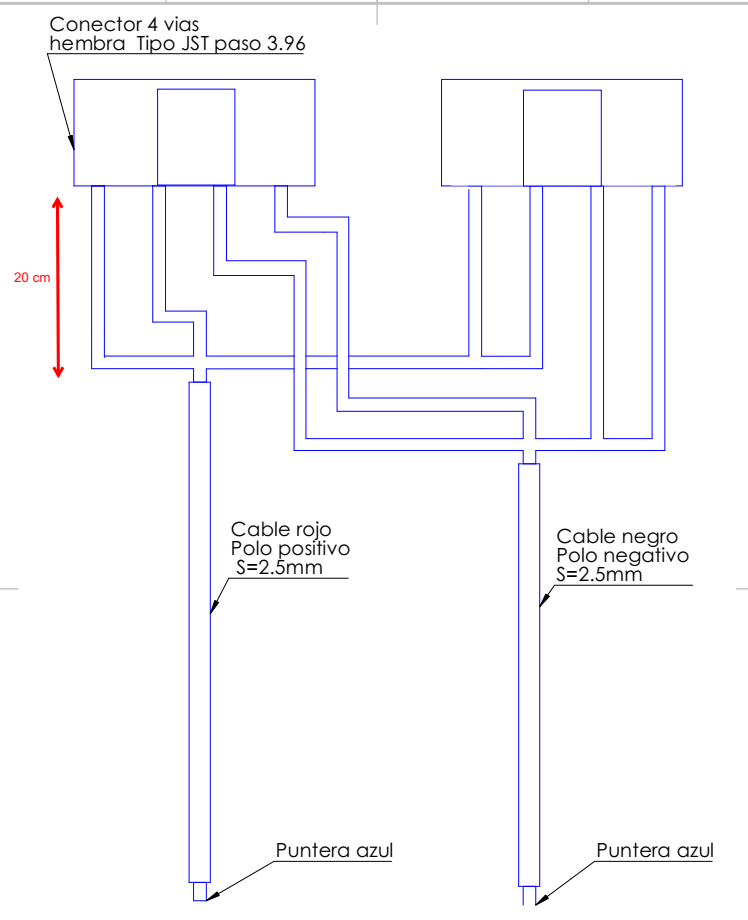 Conector 4 vias
hembra Tipo JST paso 3.96
20 cm
Cable rojo
Polo positivo
S=2.5mm
Cable negro
Polo negativo
S=2.5mm
Puntera azul
Puntera azul